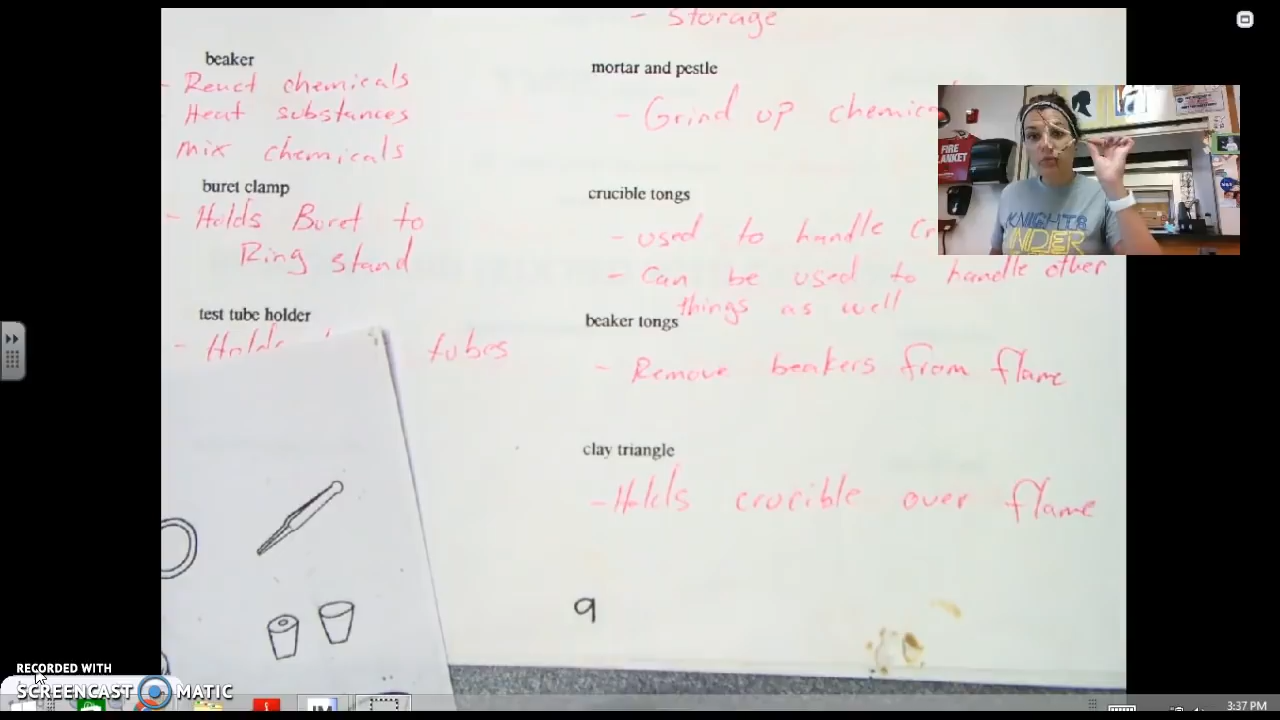 - Storage
beaker
- React chemicals
- Heat substances
mix chemicals
buret clamp
- Holds Buret to
Ring stand
test tube holder
- Holds tubes
mortar and pestle
- Grind up
crucible tongs
- used to handle
- Can be used to handle other
things as well
beaker tongs
- Remove beakers from flame
clay triangle
- Holds crucible over flame
9
FIRE
BLANKET
KNIGHTS
RECORDED WITH
SCREENCAST MATIC
3:37 PM